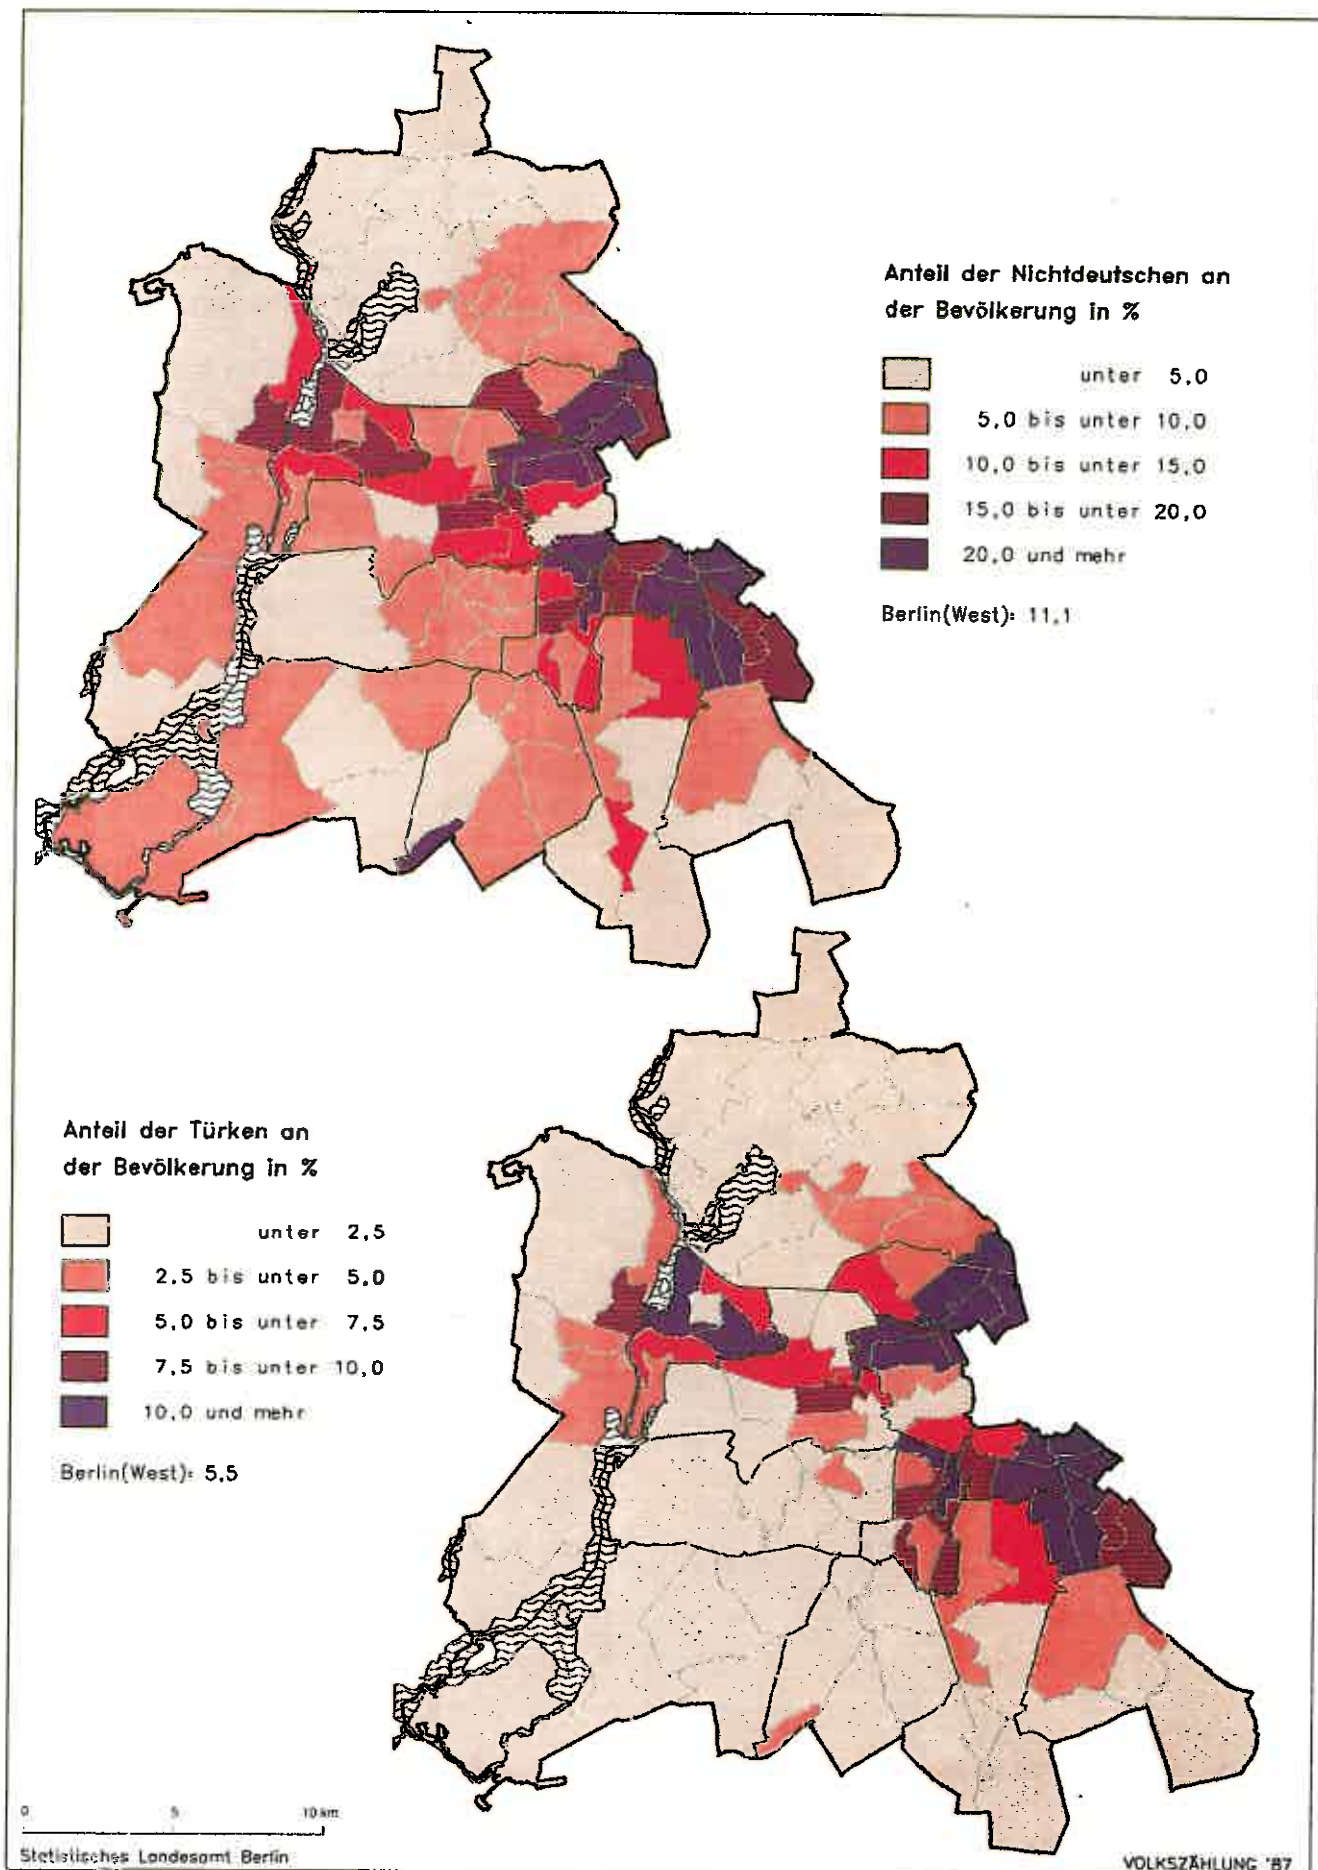 Anteil der Nichtdeutschen an
der Bevölkerung in %
unter 5,0
5,0 bis unter 10,0
10,0 bis unter 15,0
15,0 bis unter 20,0
20,0 und mehr
Berlin(West): 11,1
Anteil der Türken an
der Bevölkerung in %
unter 2,5
2,5 bis unter 5,0
5,0 bis unter 7,5
7,5 bis unter 10,0
10,0 und mehr
Berlin(West): 5,5
0 5 10 km
Statistisches Landesamt Berlin
VOLKSZÄHLUNG '87